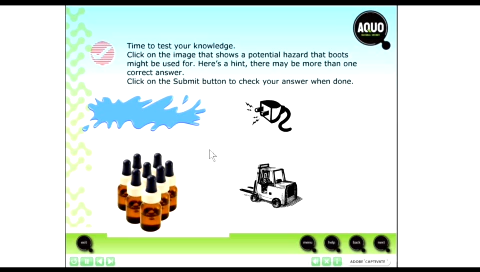 AQUO
Time to test your knowledge.
Click on the image that shows a potential hazard that boots
might be used for. Here's a hint, there may be more than one
correct answer.
Click on the Submit button to check your answer when done.
exit
menu
help
back
next
ADOBE CAPTIVATE